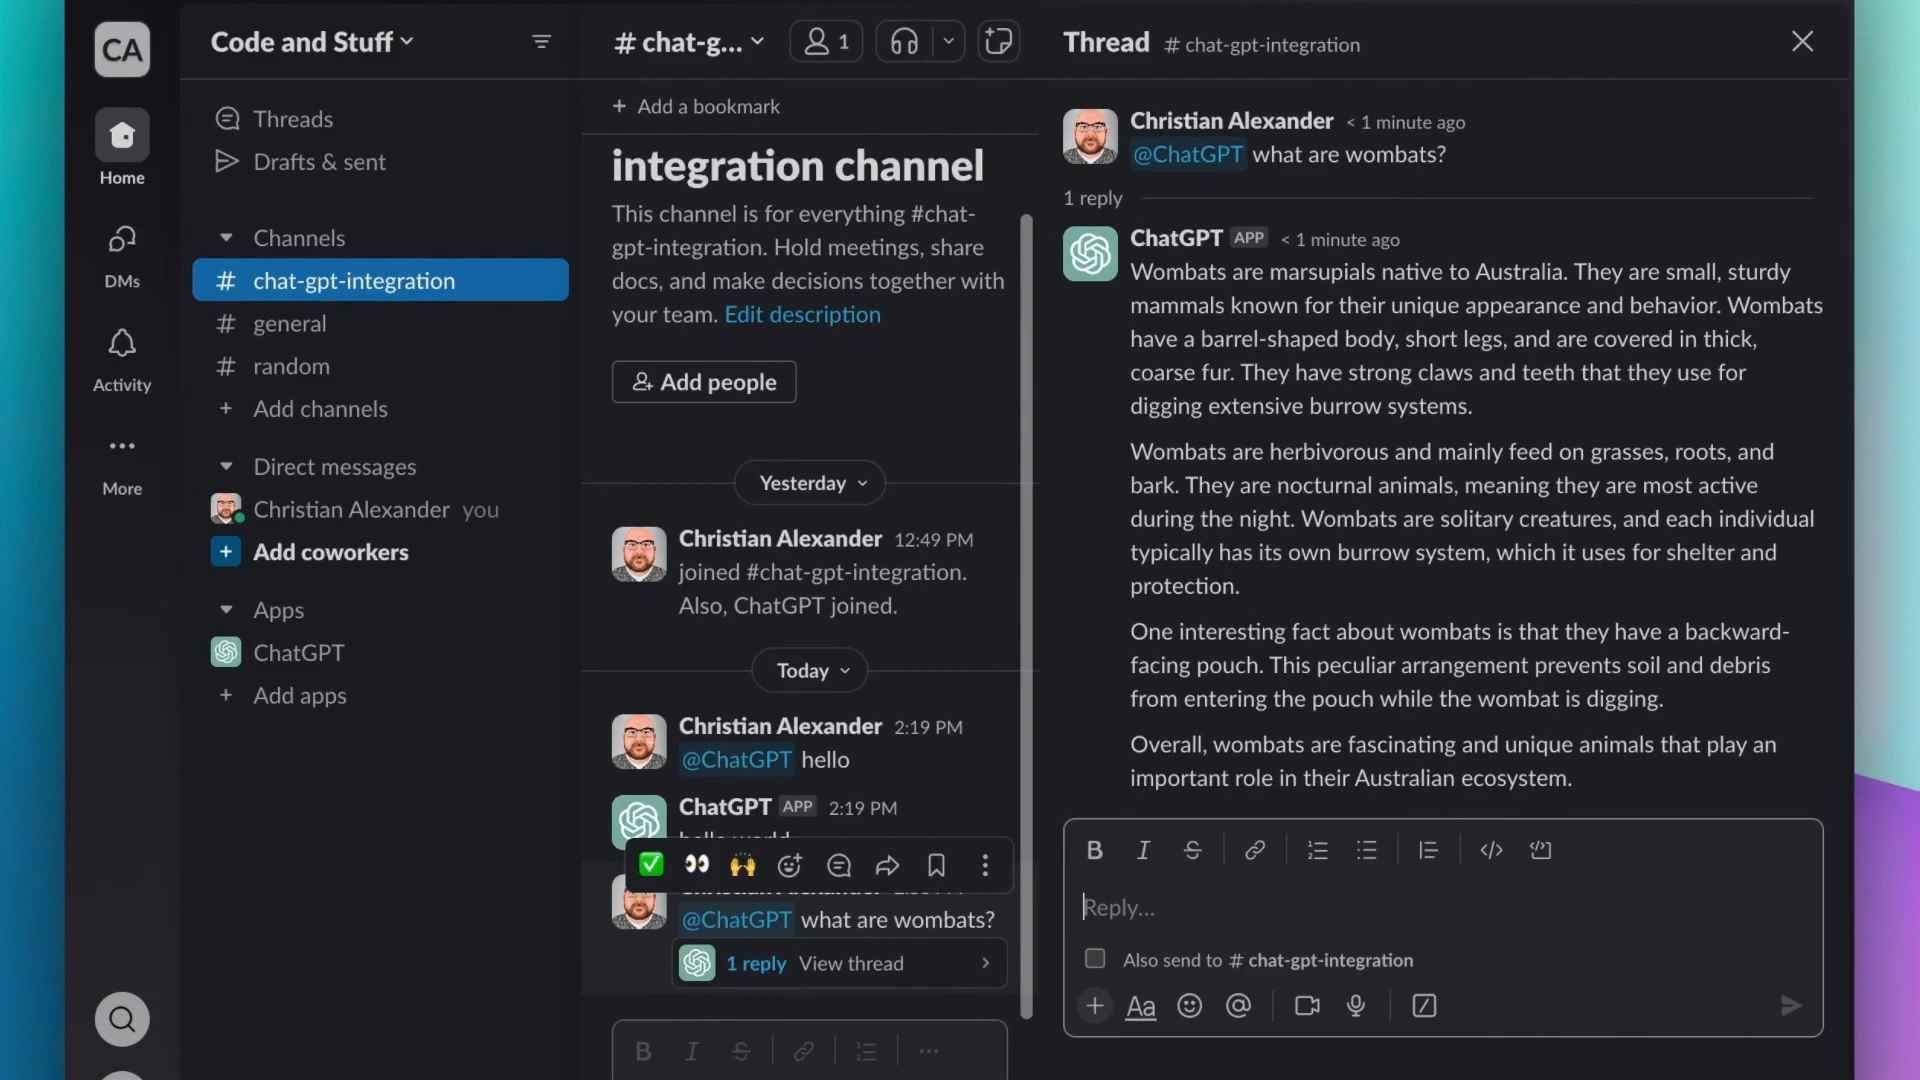 CA
Home
DMs
Activity
More
Code and Stuff
Threads
Drafts & sent
Channels
# chat-gpt-integration
# general
# random
+ Add channels
Direct messages
Christian Alexander you
+ Add coworkers
Apps
ChatGPT
+ Add apps
# chat-g...
1
+ Add a bookmark
integration channel
This channel is for everything #chat-
gpt-integration. Hold meetings, share
docs, and make decisions together with
your team. Edit description
Add people
Yesterday
Christian Alexander 12:49 PM
joined #chat-gpt-integration.
Also, ChatGPT joined.
Today
Christian Alexander 2:19 PM
@ChatGPT hello
ChatGPT APP 2:19 PM
@ChatGPT what are wombats?
1 reply View thread
B I S
Thread # chat-gpt-integration
Christian Alexander < 1 minute ago
@ChatGPT what are wombats?
1 reply
ChatGPT APP < 1 minute ago
Wombats are marsupials native to Australia. They are small, sturdy
mammals known for their unique appearance and behavior. Wombats
have a barrel-shaped body, short legs, and are covered in thick,
coarse fur. They have strong claws and teeth that they use for
digging extensive burrow systems.
Wombats are herbivorous and mainly feed on grasses, roots, and
bark. They are nocturnal animals, meaning they are most active
during the night. Wombats are solitary creatures, and each individual
typically has its own burrow system, which it uses for shelter and
protection.
One interesting fact about wombats is that they have a backward-
facing pouch. This peculiar arrangement prevents soil and debris
from entering the pouch while the wombat is digging.
Overall, wombats are fascinating and unique animals that play an
important role in their Australian ecosystem.
B I S
Reply...
Also send to # chat-gpt-integration
+ Aa @